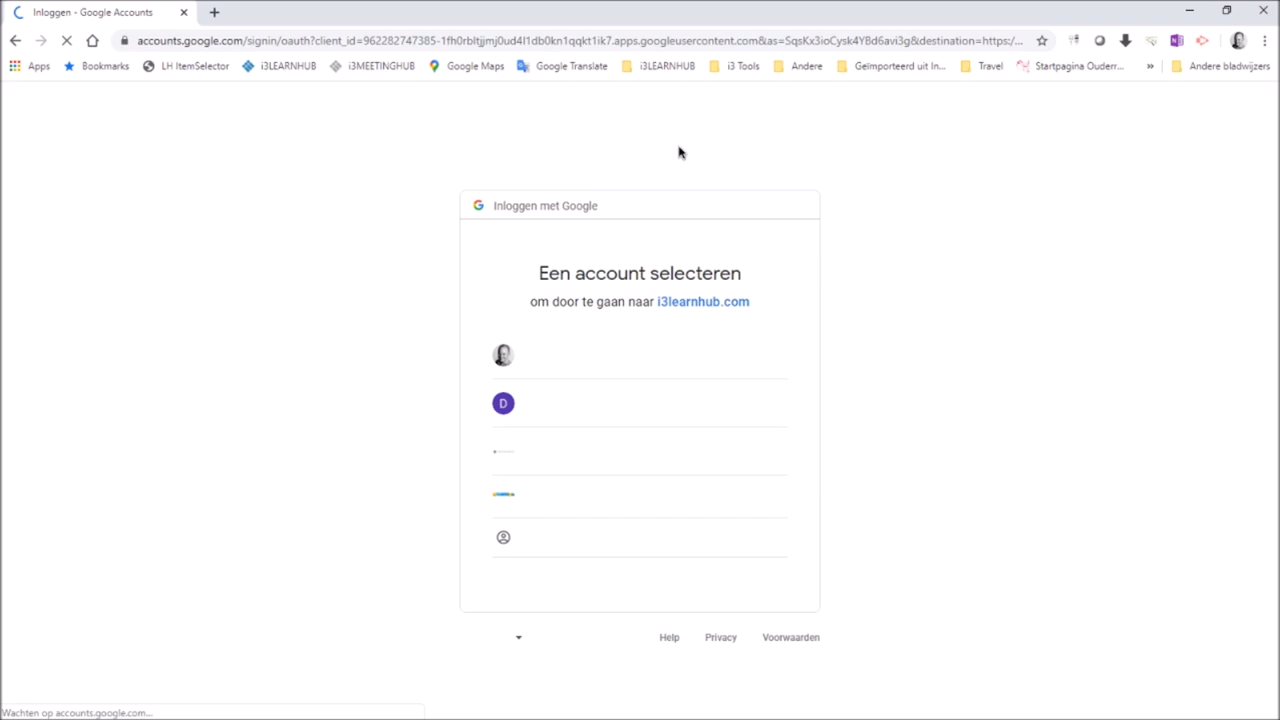 Inloggen - Google Accounts
accounts.google.com/signin/oauth?client_id=962282747385-1fh0rbltjjmj0ud4l1db0kn1qqkt1ik7.apps.googleusercontent.com&as=SqsKx3ioCysk4YBd6avi3g&destination=https:/...
Apps Bookmarks LH ItemSelector i3LEARNHUB i3MEETINGHUB Google Maps Google Translate i3LEARNHUB i3 Tools Andere Geïmporteerd uit In... Travel Startpagina Ouderr... » Andere bladwijzers
Inloggen met Google
Een account selecteren
om door te gaan naar i3learnhub.com
D
Help Privacy Voorwaarden
Wachten op accounts.google.com...